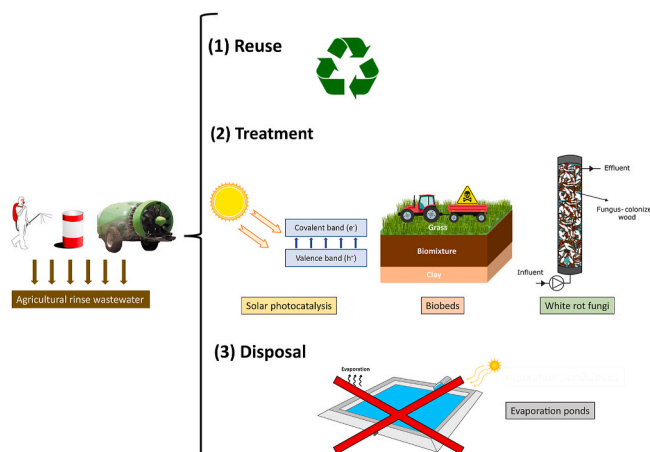 (1) Reuse
(2) Treatment
Effluent
Fungus-colonized
wood
Covalent band (e⁻)
Valence band (h⁺)
Grass
Biomixture
Clay
Influent
Agricultural rinse wastewater
Solar photocatalysis
Biobeds
White rot fungi
(3) Disposal
Evaporation
Evaporation ponds